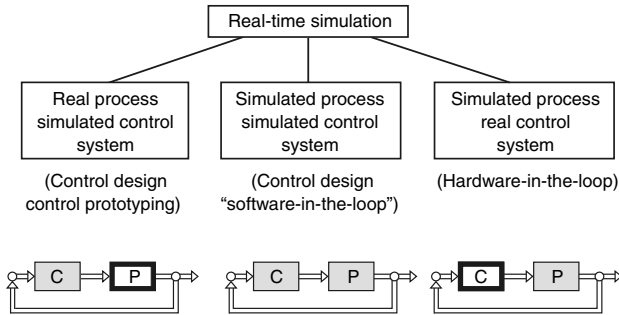 Real-time simulation
Real process
simulated control
system
Simulated process
simulated control
system
Simulated process
real control
system
(Control design
control prototyping)
(Control design
“software-in-the-loop”)
(Hardware-in-the-loop)
C
P
C
P
C
P